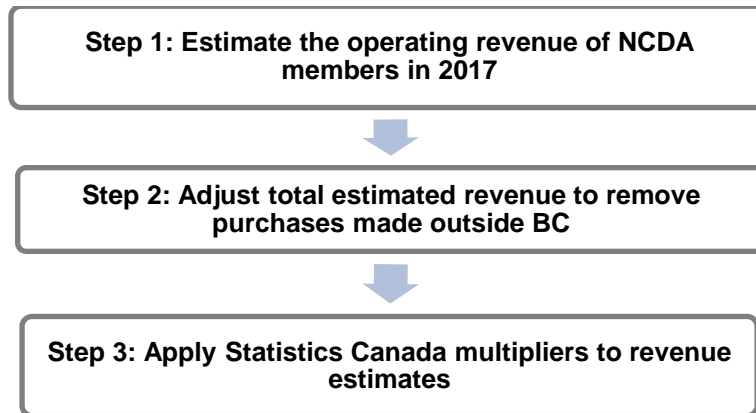 Step 1: Estimate the operating revenue of NCDA
members in 2017
Step 2: Adjust total estimated revenue to remove
purchases made outside BC
Step 3: Apply Statistics Canada multipliers to revenue
estimates